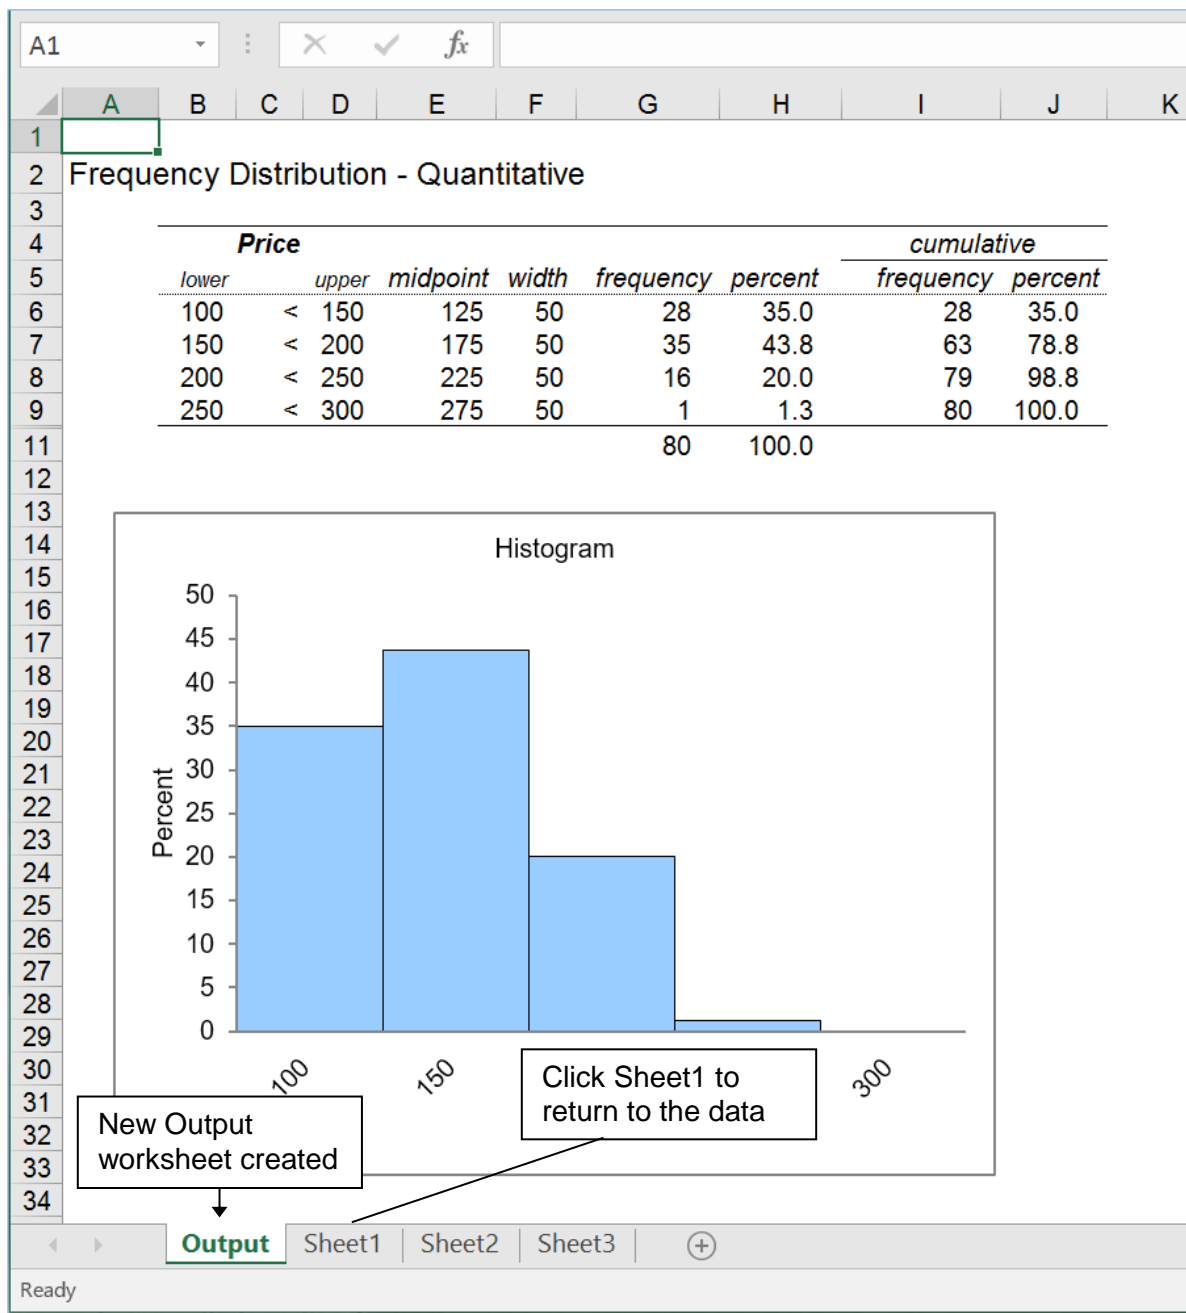 A1
fx
A B C D E F G H I J K
1
2 Frequency Distribution - Quantitative
3
4 Price cumulative
5 lower upper midpoint width frequency percent frequency percent
6 100 < 150 125 50 28 35.0 28 35.0
7 150 < 200 175 50 35 43.8 63 78.8
8 200 < 250 225 50 16 20.0 79 98.8
9 250 < 300 275 50 1 1.3 80 100.0
11 80 100.0
12
13
14
15
16
17
18
19
20
21
22
23
24
25
26
27
28
29
30
31
32
33
34
Histogram
50
45
40
35
30
25
20
15
10
5
0
Percent
100 150 300
Click Sheet1 to
return to the data
New Output
worksheet created
Output Sheet1 Sheet2 Sheet3
Ready